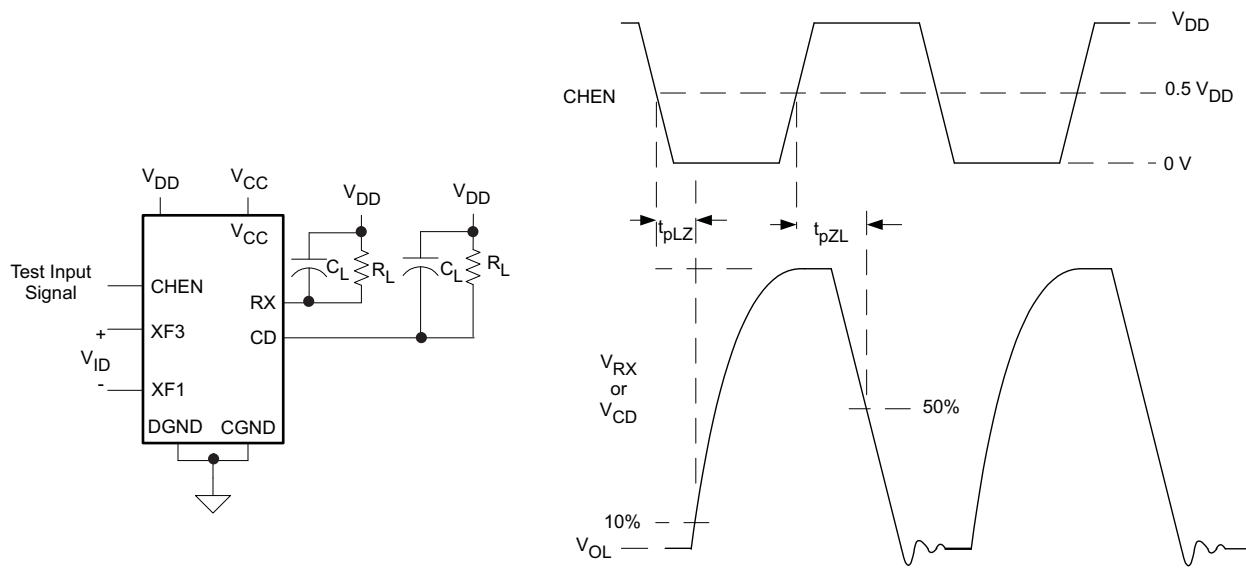 V_DD
V_CC
V_CC
V_DD
V_DD
C_L
R_L
C_L
R_L
Test Input
Signal
CHEN
RX
XF3
CD
+
V_ID
-
XF1
DGND
CGND
V_DD
CHEN
0.5 V_DD
0 V
t_pLZ
t_pZL
V_RX
or
V_CD
50%
10%
V_OL